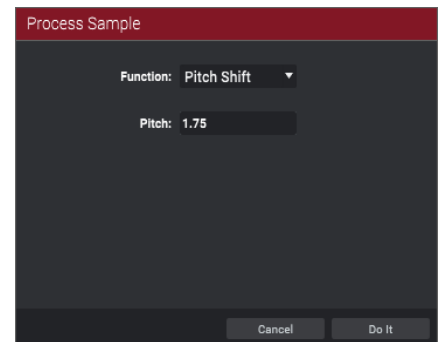 Process Sample
Function: Pitch Shift
Pitch: 1.75
Cancel Do It